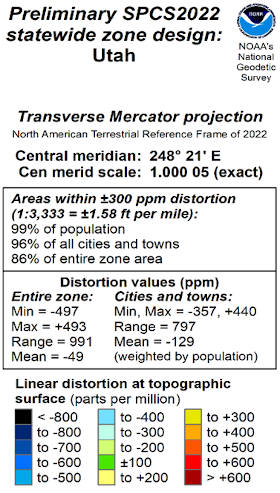 Preliminary SPCS2022
statewide zone design:
Utah
NOAA
NOAA's
National
Geodetic
Survey
Transverse Mercator projection
North American Terrestrial Reference Frame of 2022
Central meridian: 248° 21' E
Cen merid scale: 1.000 05 (exact)
Areas within ±300 ppm distortion
(1:3,333 = ±1.58 ft per mile):
99% of population
96% of all cities and towns
86% of entire zone area
Distortion values (ppm)
Entire zone: Cities and towns:
Min = -497 Min, Max = -357, +440
Max = +493 Range = 797
Range = 991 Mean = -129
Mean = -49 (weighted by population)
Linear distortion at topographic
surface (parts per million)
< -800 to -400 to +300
to -800 to -300 to +400
to -700 to -200 to +500
to -600 ±100 to +600
to -500 to +200 > +600